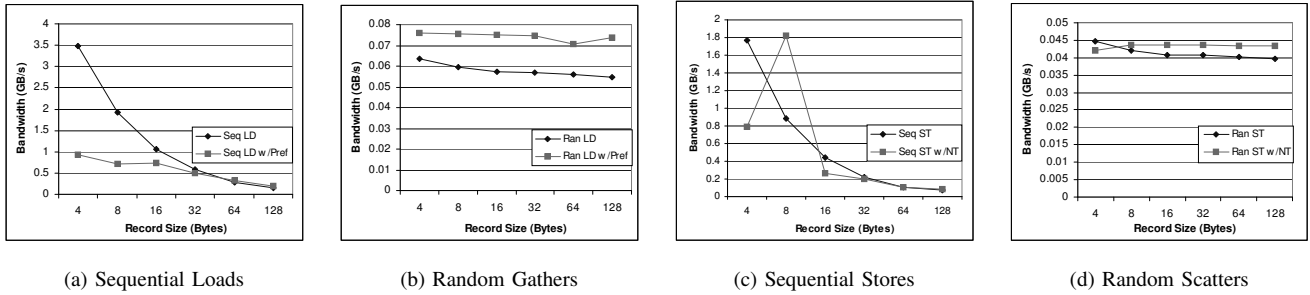 4
3.5
3
2.5
2
1.5
1
0.5
0
Bandwidth (GB/s)
4 8 16 32 64 128
Record Size (Bytes)
Seq LD
Seq LD w/Pref
(a) Sequential Loads
0.08
0.07
0.06
0.05
0.04
0.03
0.02
0.01
Bandwidth (GB/s)
4 8 16 32 64 128
Record Size (Bytes)
Ran LD
Ran LD w/Pref
(b) Random Gathers
2
1.8
1.6
1.4
1.2
1
0.8
0.6
0.4
0.2
0
Bandwidth (GB/s)
4 8 16 32 64 128
Record Size (Bytes)
Seq ST
Seq ST w/NT
(c) Sequential Stores
0.05
0.045
0.04
0.035
0.03
0.025
0.02
0.015
0.01
0.005
0
Bandwidth (GB/s)
4 8 16 32 64 128
Record Size (Bytes)
Ran ST
Ran ST w/NT
(d) Random Scatters